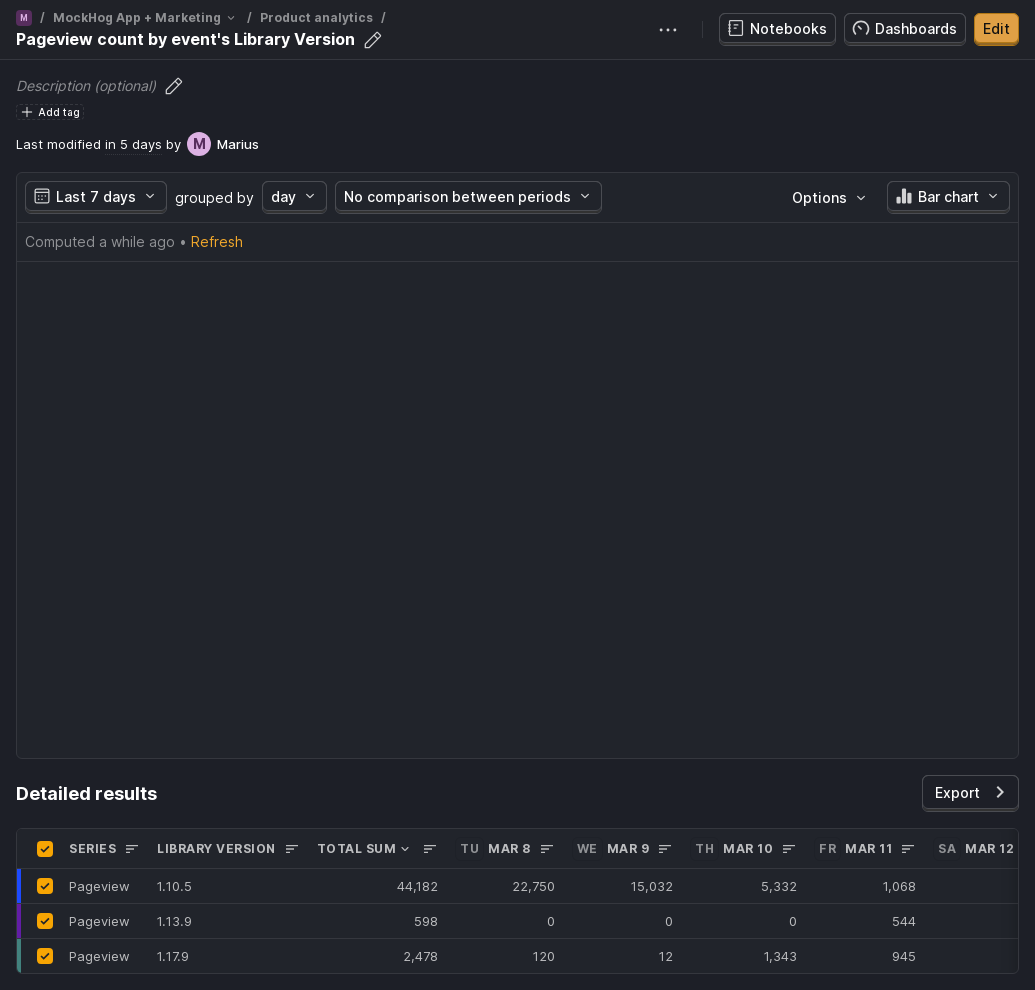 M / MockHog App + Marketing / Product analytics /
Pageview count by event's Library Version
Notebooks Dashboards Edit
Description (optional)
Add tag
Last modified in 5 days by M Marius
Last 7 days grouped by day No comparison between periods Options Bar chart
Computed a while ago • Refresh
Detailed results
Export
SERIES LIBRARY VERSION TOTAL SUM TU MAR 8 WE MAR 9 TH MAR 10 FR MAR 11 SA MAR 12
Pageview 1.10.5 44,182 22,750 15,032 5,332 1,068
Pageview 1.13.9 598 0 0 0 544
Pageview 1.17.9 2,478 120 12 1,343 945